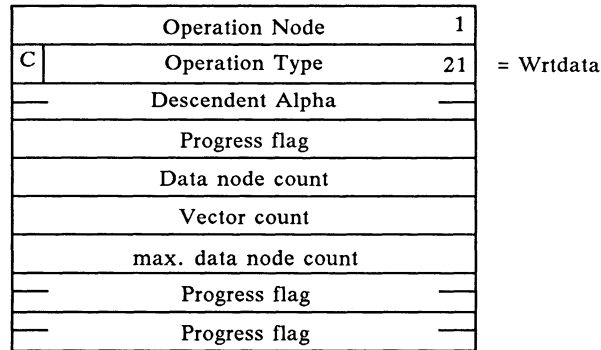 Operation Node 1
C Operation Type 21 = Wrtdata
Descendent Alpha
Progress flag
Data node count
Vector count
max. data node count
Progress flag
Progress flag